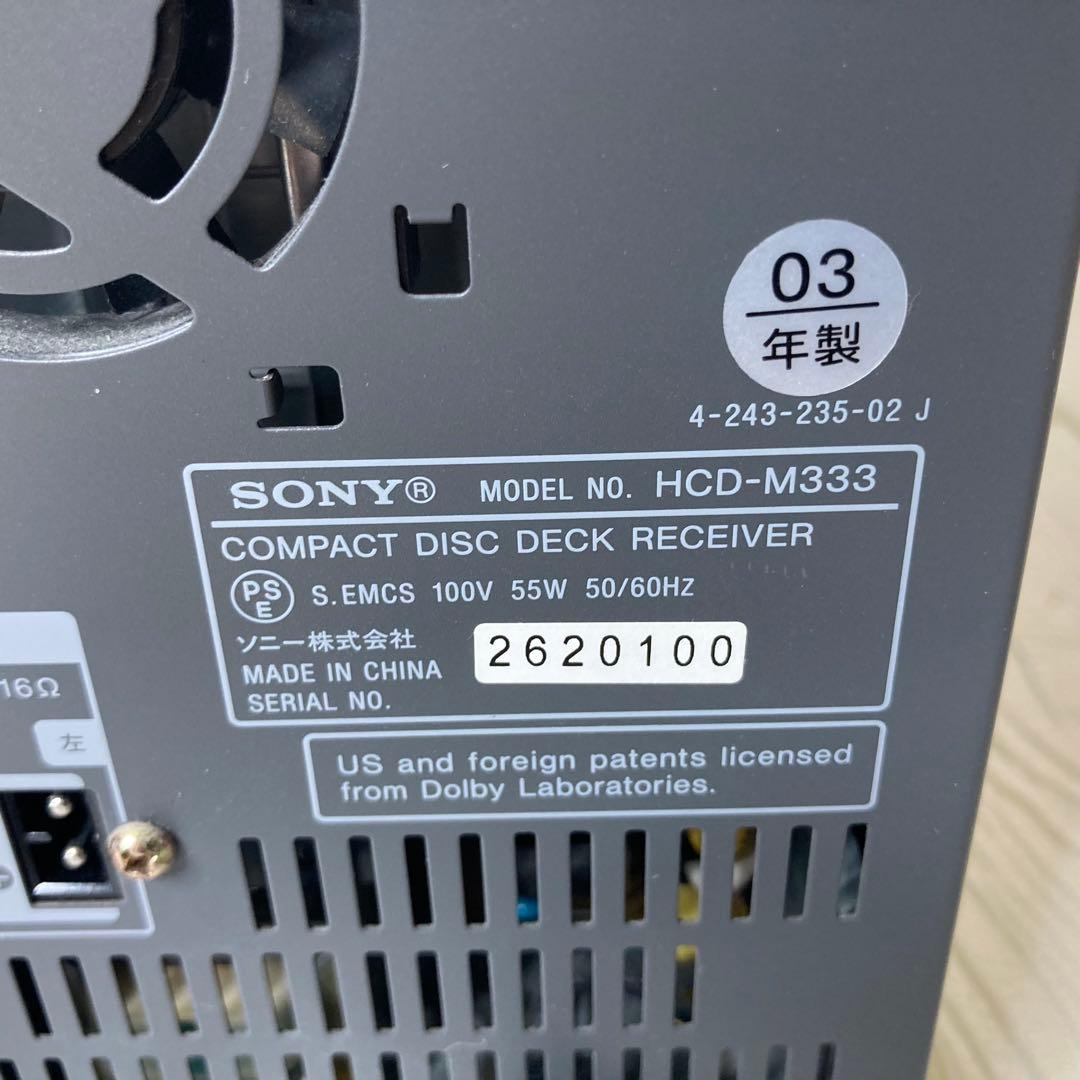 03
年製
4-243-235-02 J
SONY® MODEL NO. HCD-M333
COMPACT DISC DECK RECEIVER
PSE S.EMCS 100V 55W 50/60Hz
ソニー株式会社
MADE IN CHINA
SERIAL NO.
2620100
16Ω
左
US and foreign patents licensed
from Dolby Laboratories.